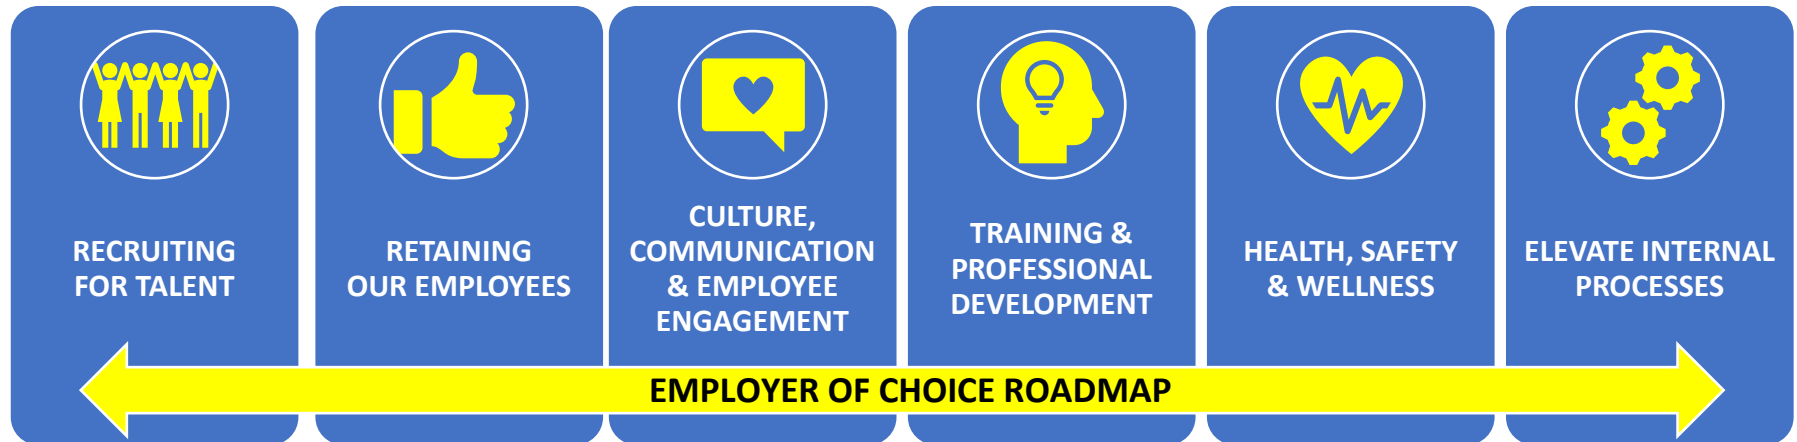 RECRUITING
FOR TALENT
RETAINING
OUR EMPLOYEES
CULTURE,
COMMUNICATION
& EMPLOYEE
ENGAGEMENT
TRAINING &
PROFESSIONAL
DEVELOPMENT
HEALTH, SAFETY
& WELLNESS
ELEVATE INTERNAL
PROCESSES
EMPLOYER OF CHOICE ROADMAP